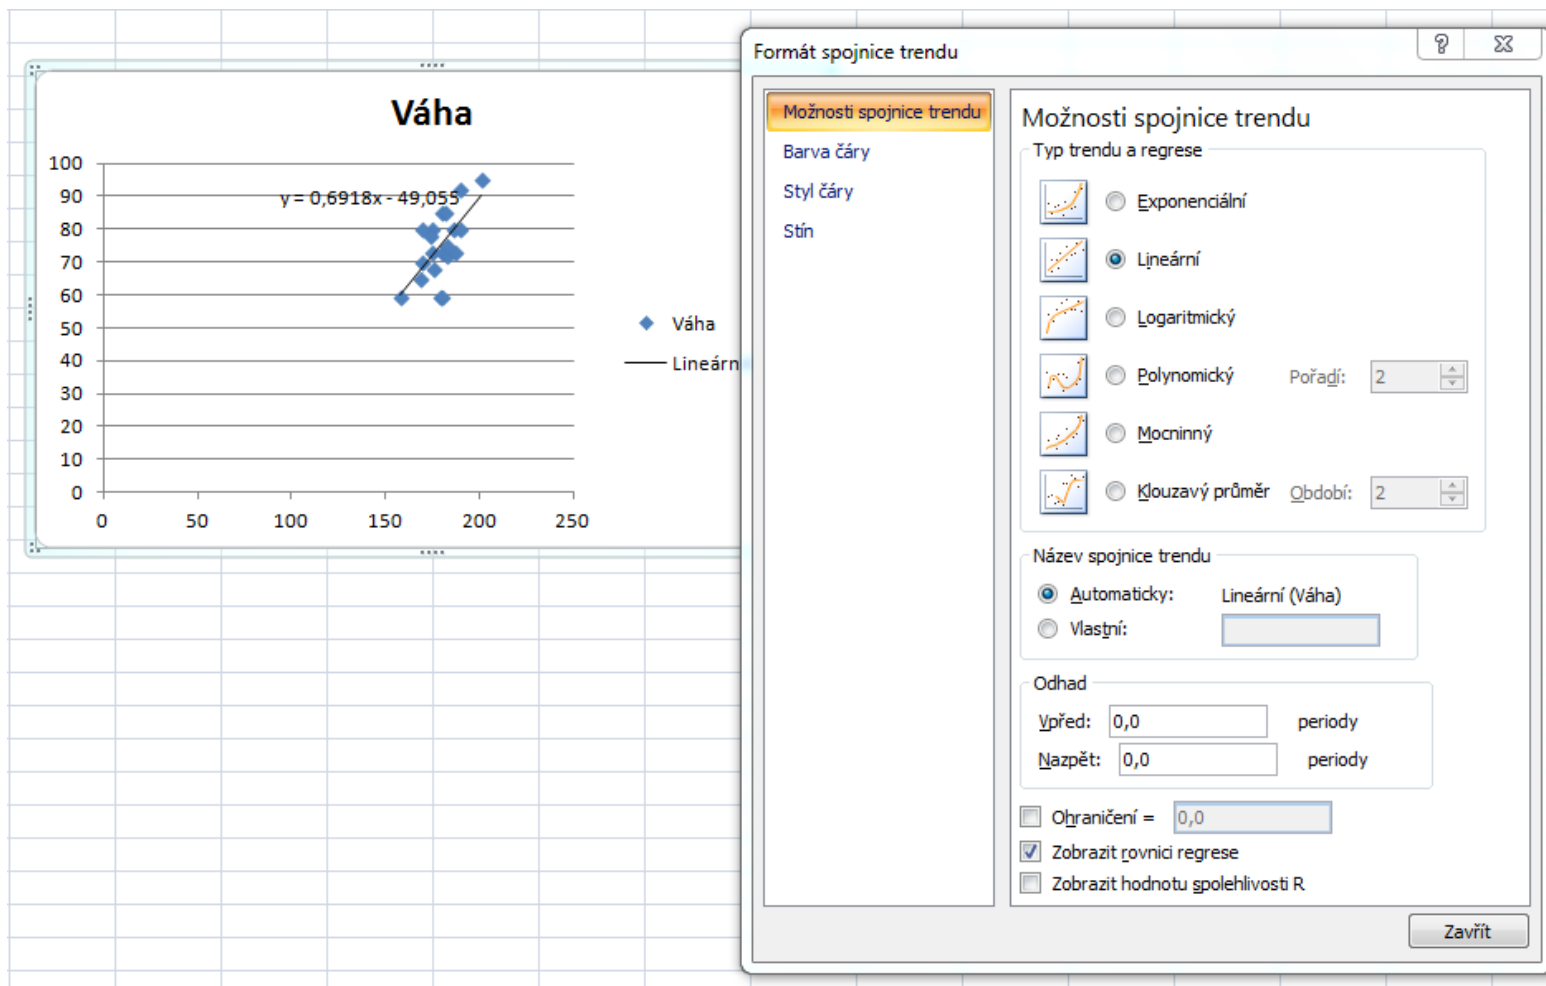 Váha
100
90
80
70
60
50
40
30
20
10
0
0 50 100 150 200 250
y = 0,6918x - 49,055
Váha
Lineárn
Formát spojnice trendu
Možnosti spojnice trendu
Barva čáry
Styl čáry
Stín
Možnosti spojnice trendu
Typ trendu a regrese
Exponenciální
Lineární
Logaritmický
Polynomický Pořadí: 2
Mocninný
Klouzavý průměr Období: 2
Název spojnice trendu
Automaticky: Lineární (Váha)
Vlastní:
Odhad
Vpřed: 0,0 periody
Nazpět: 0,0 periody
Ohraničení = 0,0
Zobrazit rovnici regrese
Zobrazit hodnotu spolehlivosti R
Zavřít